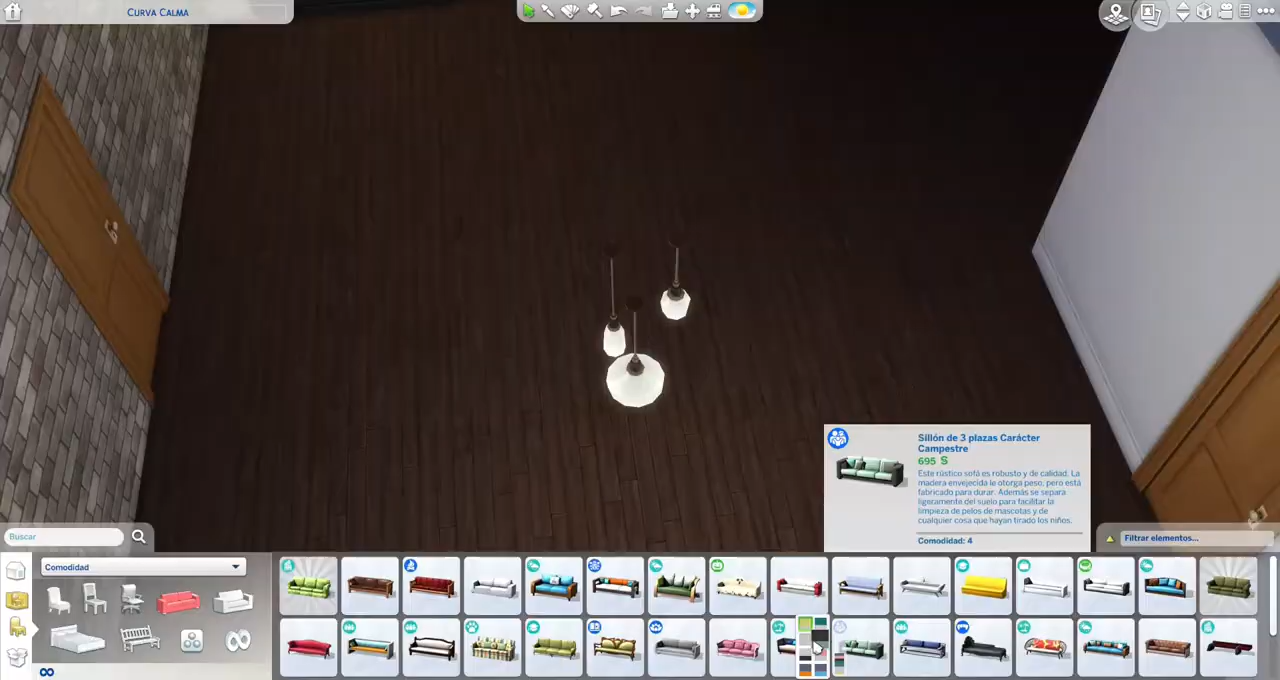 CURVA CALMA
Sillón de 3 plazas Carácter
Campestre
695 $
Este rústico sofá es robusto y de calidad. La
madera envejecida le otorga peso, pero está
fabricado para durar. Además se separa
ligeramente del suelo para facilitar la
limpieza de pelos de mascotas y de
cualquier cosa que hayan tirado los niños.
Comodidad: 4
Buscar
Filtrar elementos...
Comodidad